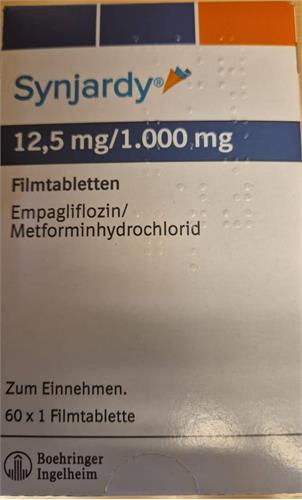 Synjardy®
12,5 mg/1.000 mg
Filmtabletten
Empagliflozin/
Metforminhydrochlorid
Zum Einnehmen.
60 x 1 Filmtablette
Boehringer
Ingelheim